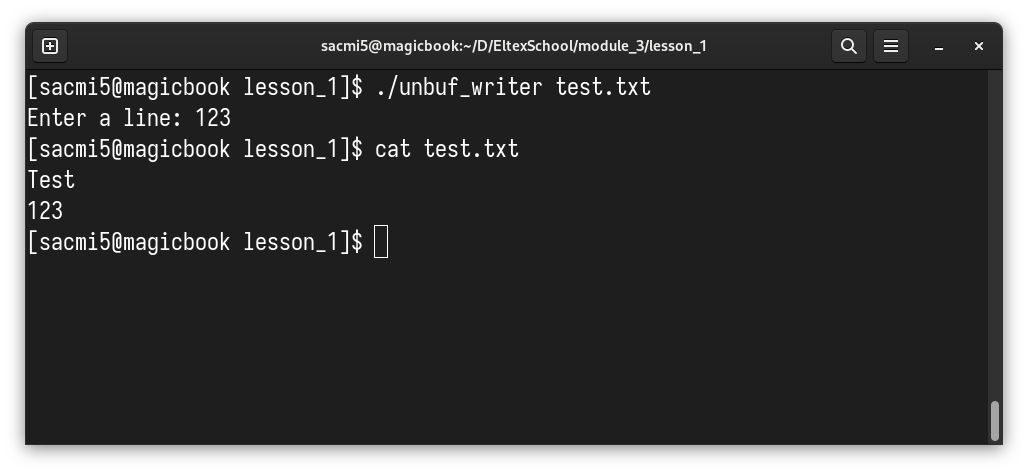 sacmi5@magicbook:~/D/EltexSchool/module_3/lesson_1
[sacmi5@magicbook lesson_1]$ ./unbuf_writer test.txt
Enter a line: 123
[sacmi5@magicbook lesson_1]$ cat test.txt
Test
123
[sacmi5@magicbook lesson_1]$